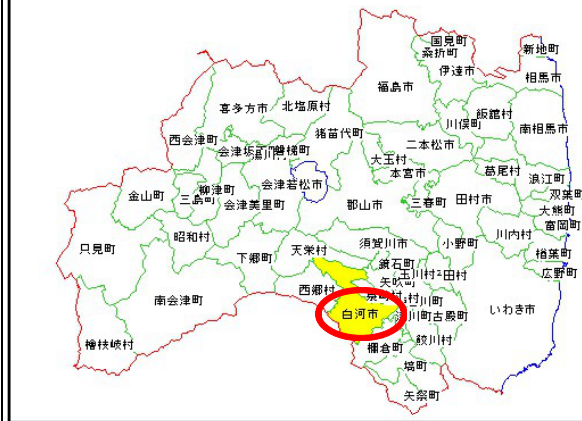 国見町
桑折町
新地町
伊達市
相馬市
福島市
喜多方市
北塩原村
飯舘村
川俣町
南相馬市
猪苗代町
西会津町
二本松市
磐梯町
大玉村
本宮市
葛尾村
浪江町
会津若松市
柳津町
三島町
金山町
会津美里町
郡山市
三春町
田村市
双葉町
大熊町
富岡町
昭和村
川内村
只見町
下郷町
天栄村
須賀川市
小野町
楢葉町
鏡石町
広野町
矢吹町
西郷村
南会津町
白河市
古殿町
いわき市
檜枝岐村
棚倉町
鮫川村
塙町
矢祭町